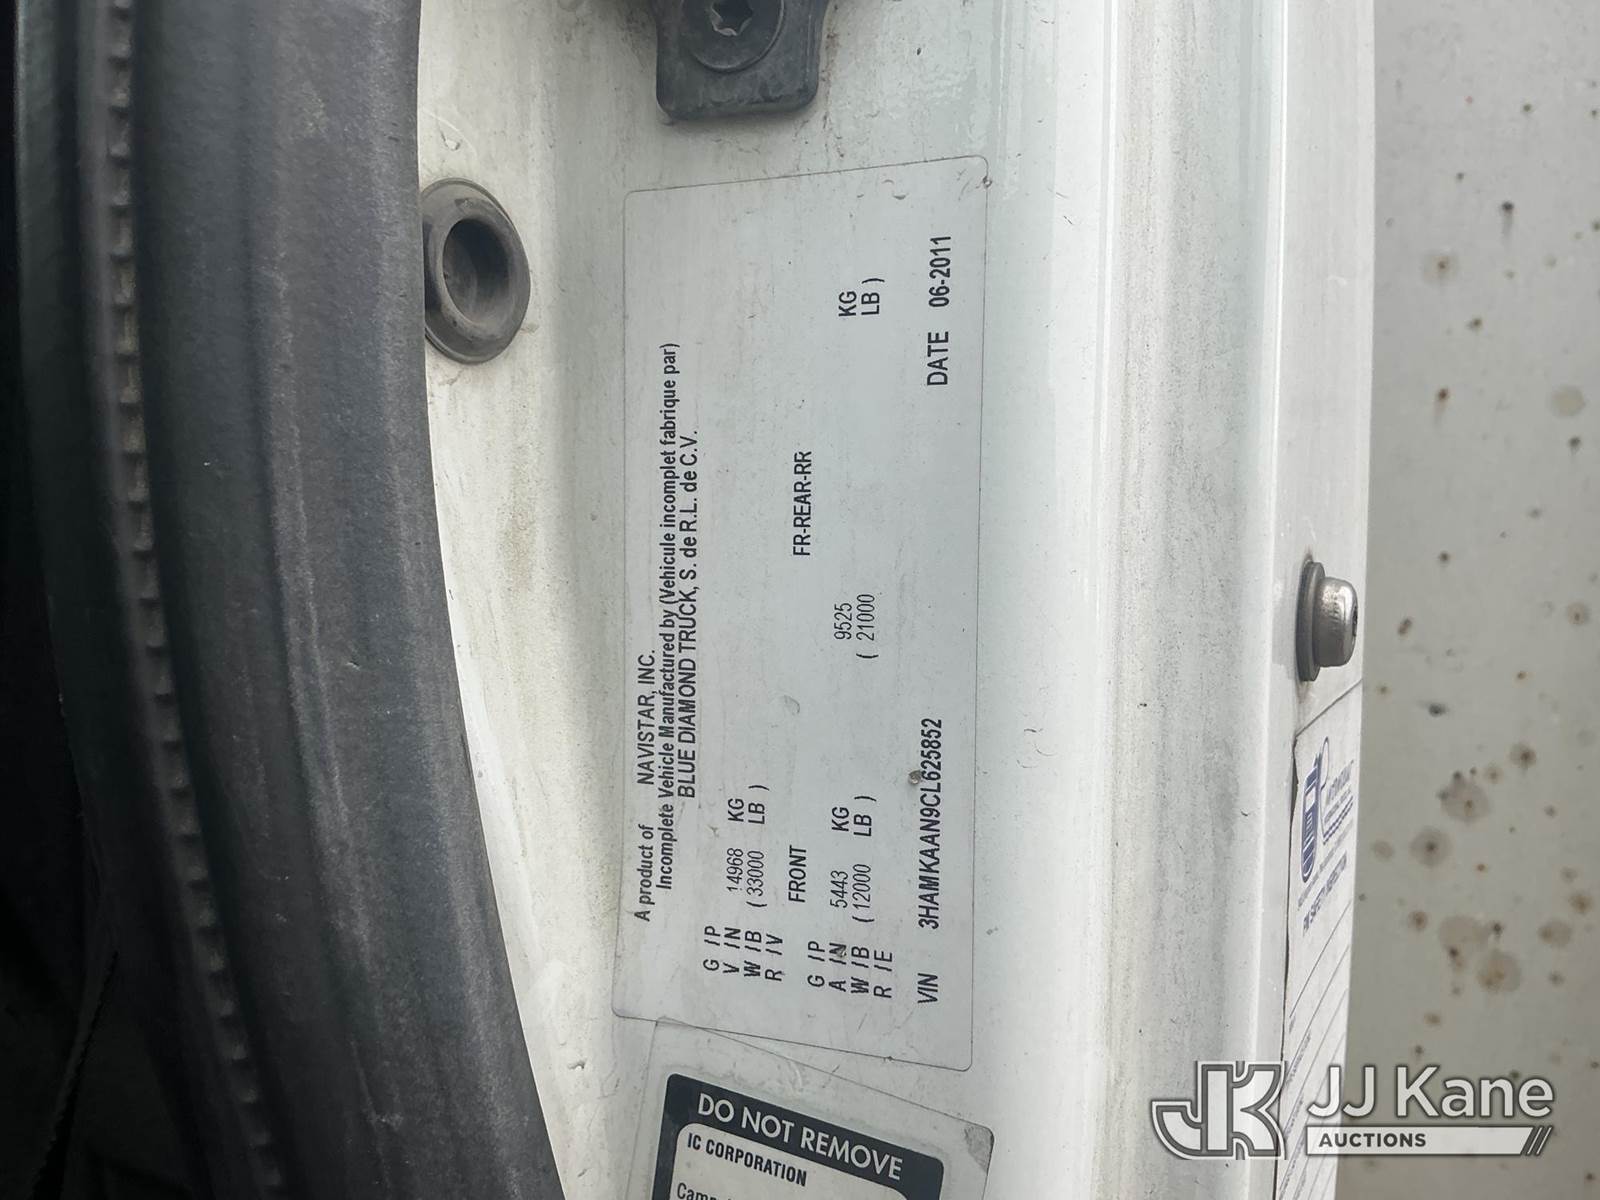 A product of NAVISTAR, INC.
Incomplete Vehicle Manufactured by (Vehicule incomplet fabrique par)
BLUE DIAMOND TRUCK, S. de R.L. de C.V.
G / P
V / N 14968 KG
W / B ( 33000 LB )
R / V
FRONT FR-REAR-RR
G / P
A / N 5443 KG 9525 KG
W / B ( 12000 LB ) ( 21000 LB )
R / E
VIN 3HAMKAAN9CL625852 DATE 06-2011
DO NOT REMOVE
IC CORPORATION
JK JJ Kane
AUCTIONS